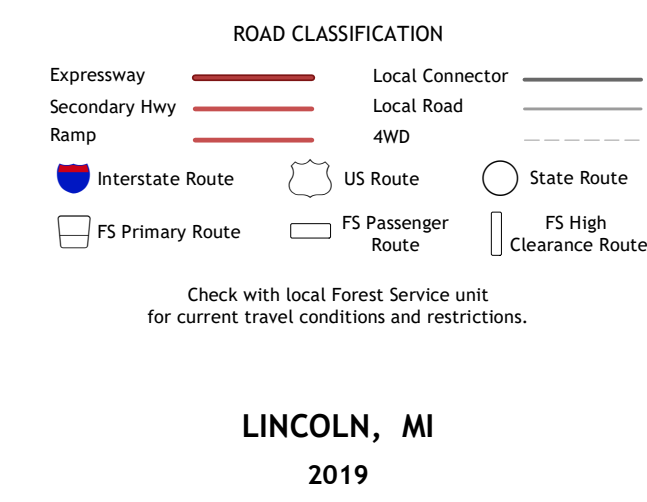 ROAD CLASSIFICATION
Expressway
Local Connector
Secondary Hwy
Local Road
Ramp
4WD
Interstate Route
US Route
State Route
FS Primary Route
FS Passenger
Route
FS High
Clearance Route
Check with local Forest Service unit
for current travel conditions and restrictions.
LINCOLN, MI
2019